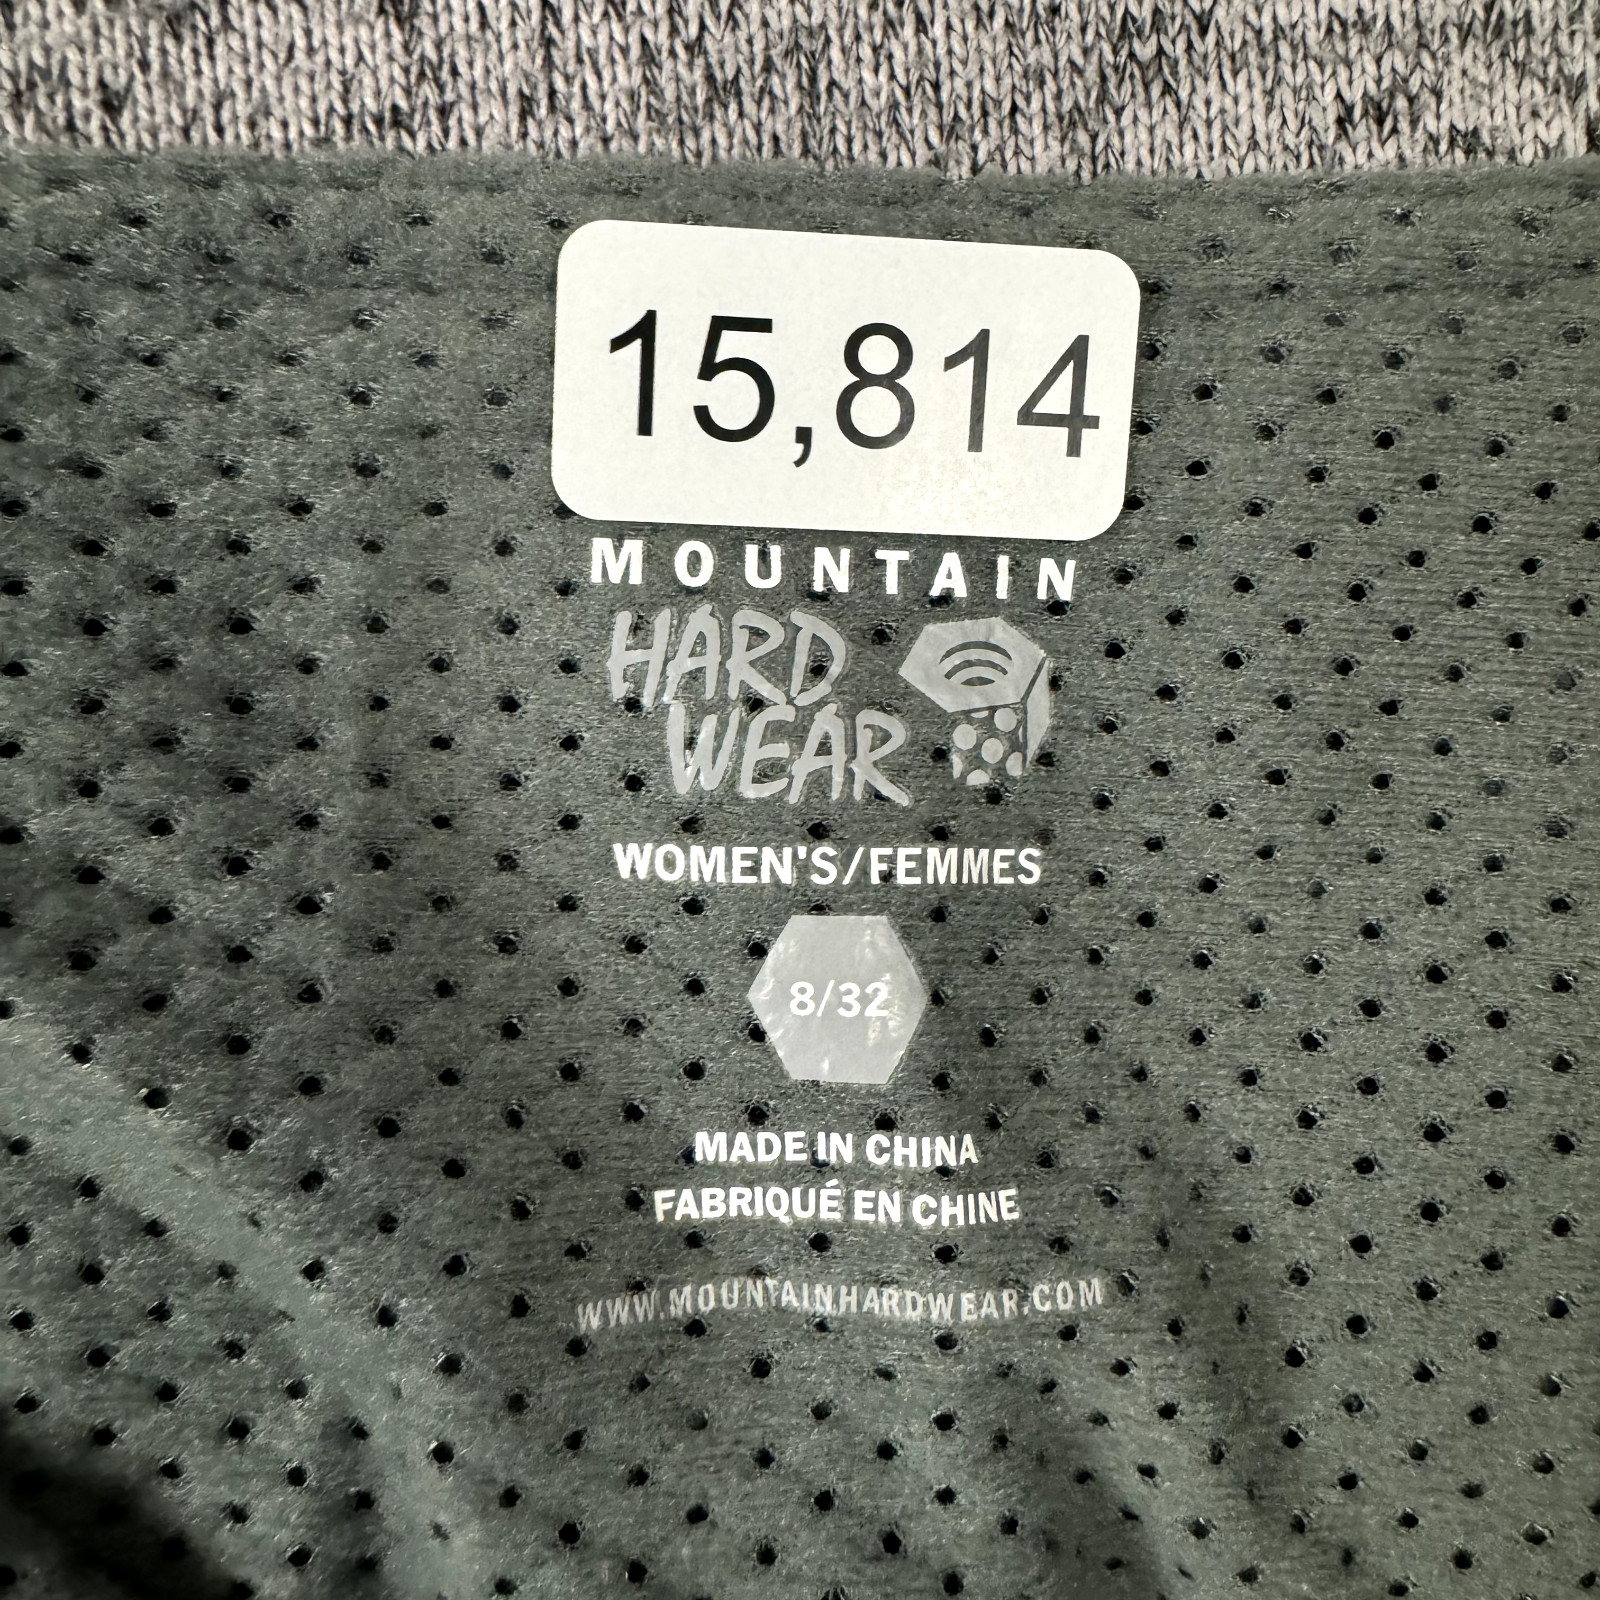 15,814
MOUNTAIN
HARD
WEAR
WOMEN'S/FEMMES
8/32
MADE IN CHINA
FABRIQUÉ EN CHINE
WWW.MOUNTAINHARDWEAR.COM